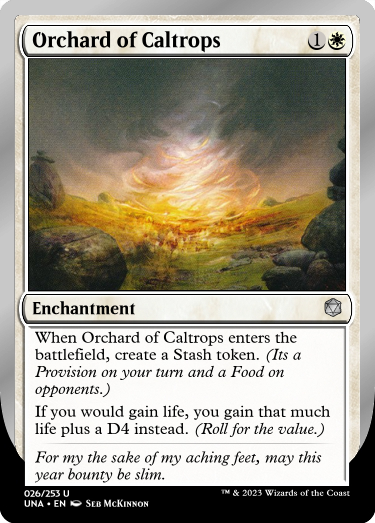 Orchard of Caltrops 1
Enchantment
When Orchard of Caltrops enters the
battlefield, create a Stash token. (Its a
Provision on your turn and a Food on
opponents.)
If you would gain life, you gain that much
life plus a D4 instead. (Roll for the value.)
For my the sake of my aching feet, may this
year bounty be slim.
026/253 U
UNA • EN Seb McKinnon
™ & 2023 Wizards of the Coast